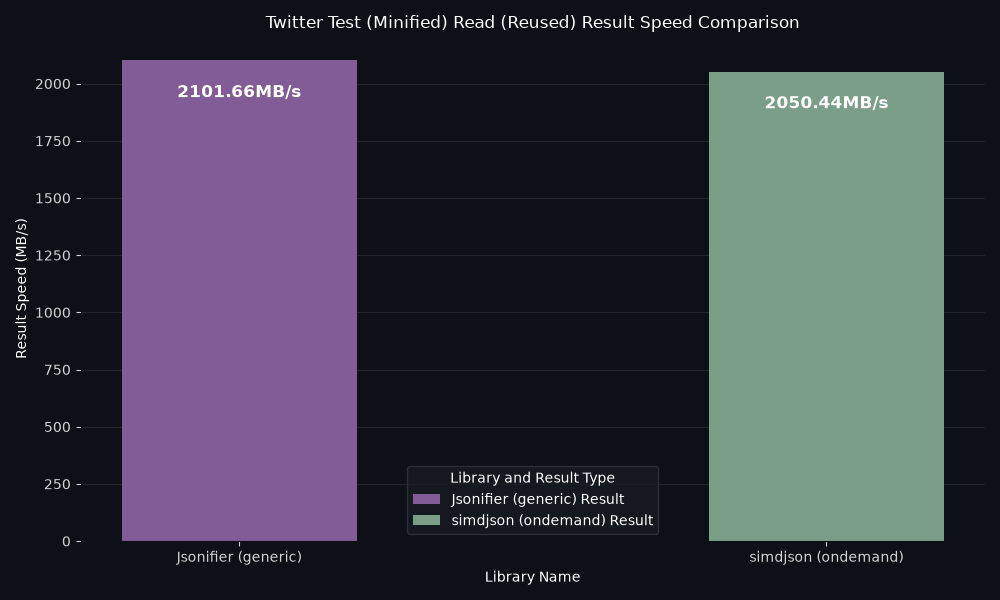 Twitter Test (Minified) Read (Reused) Result Speed Comparison
2101.66MB/s
2050.44MB/s
2000
1750
1500
1250
1000
750
500
250
0
Result Speed (MB/s)
Library and Result Type
Jsonifier (generic) Result
simdjson (ondemand) Result
Jsonifier (generic)
simdjson (ondemand)
Library Name